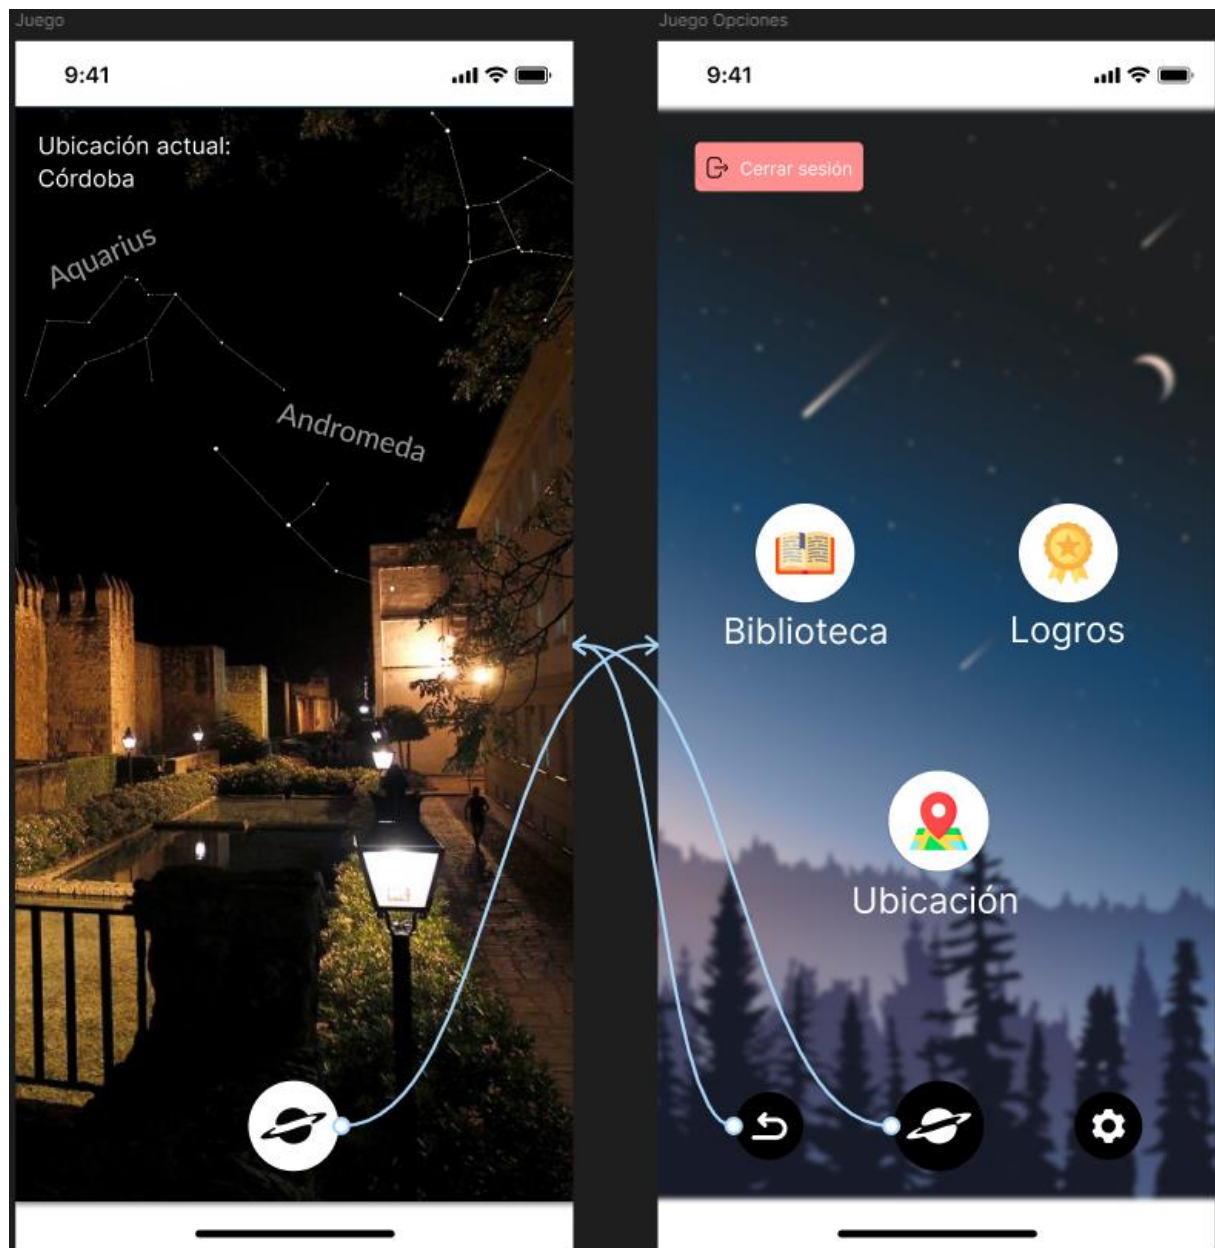 Juego
Juego Opciones
9:41
9:41
Ubicación actual:
Córdoba
Cerrar sesión
Aquarius
Andromeda
Biblioteca
Logros
Ubicación